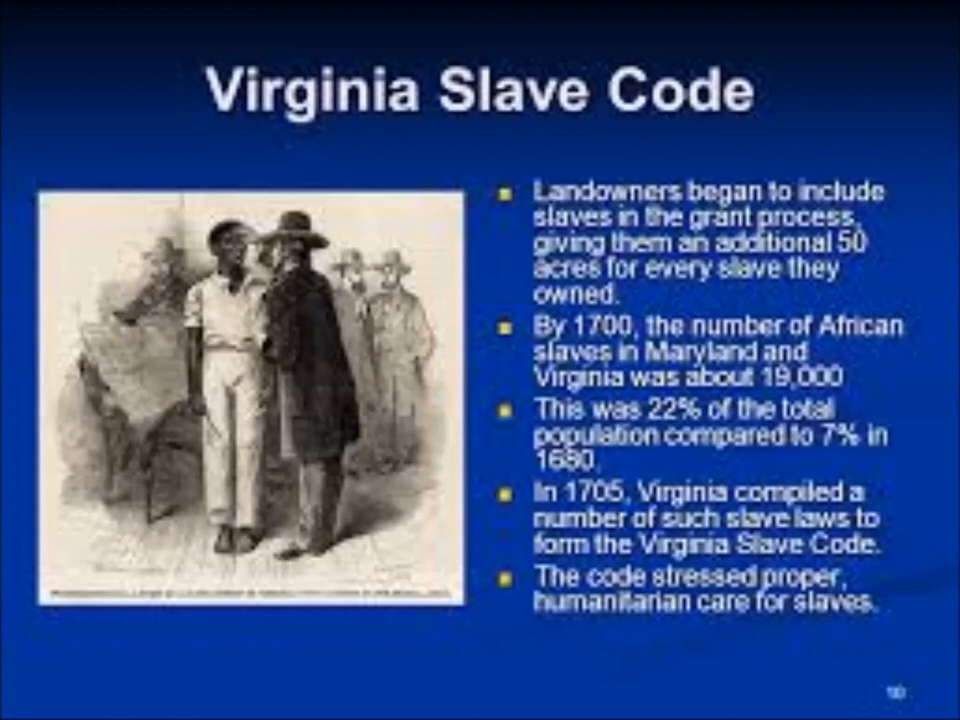 Virginia Slave Code
Landowners began to include
slaves in the grant process,
giving them an additional 50
acres for every slave they
owned.
By 1700, the number of African
slaves in Maryland and
Virginia was about 19,000
This was 22% of the total
population compared to 7% in
1680.
In 1705, Virginia compiled a
number of such slave laws to
form the Virginia Slave Code.
The code stressed proper,
humanitarian care for slaves.